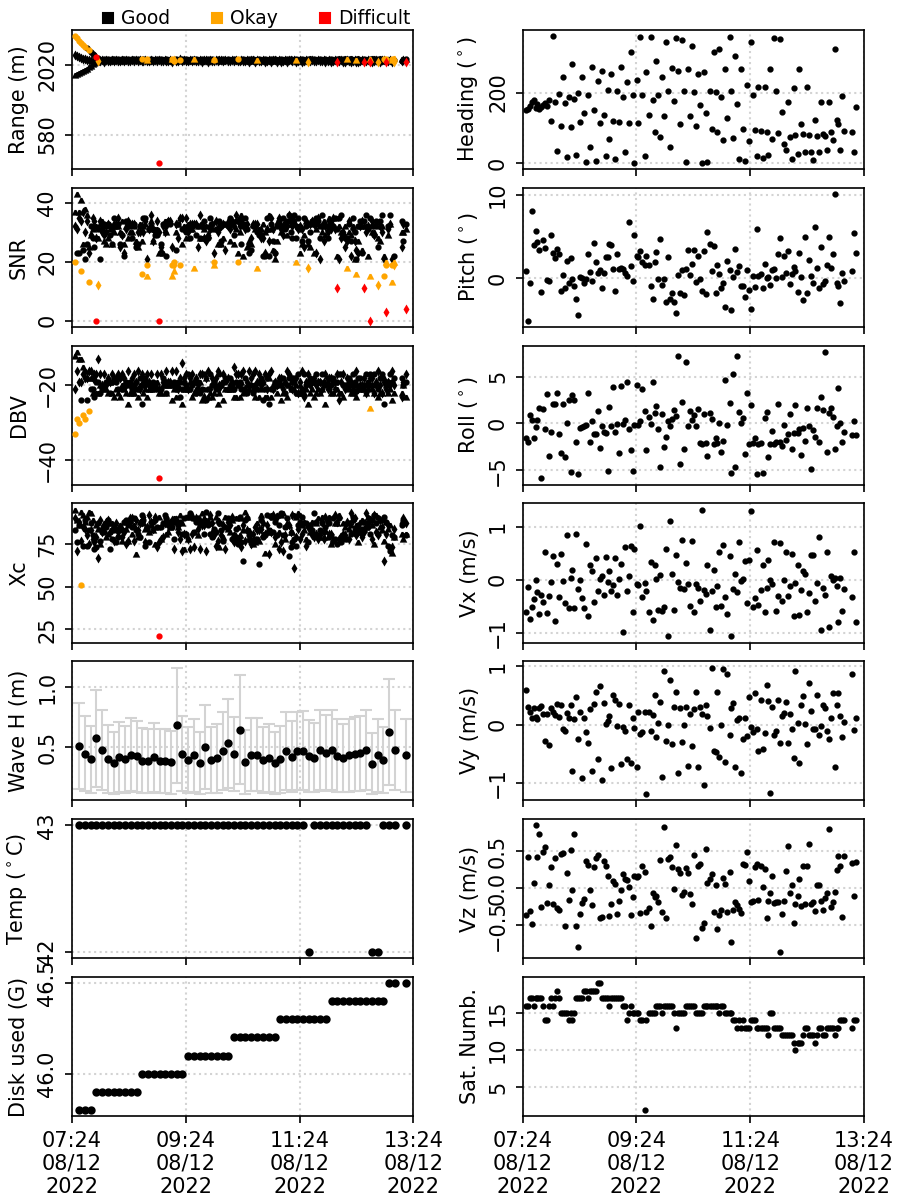 Good Okay Difficult
Range (m)
2020
580
Heading (°)
200
0
SNR
40
20
0
Pitch (°)
10
0
DBV
−20
−40
Roll (°)
5
0
−5
Xc
75
50
25
Vx (m/s)
1
0
−1
Wave H (m)
1.0
0.5
Vy (m/s)
1
0
−1
Temp (°C)
43
42
Vz (m/s)
0.5
0.0
−0.5
Disk used (G)
46.5
46.0
Sat. Numb.
15
10
5
07:24 09:24 11:24 13:24
08/12 08/12 08/12 08/12
2022 2022 2022 2022
07:24 09:24 11:24 13:24
08/12 08/12 08/12 08/12
2022 2022 2022 2022